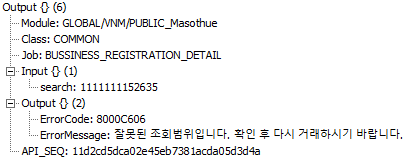 Output {} (6)
Module: GLOBAL/VNM/PUBLIC_Masothue
Class: COMMON
Job: BUSSINESS_REGISTRATION_DETAIL
Input {} (1)
search: 1111111152635
Output {} (2)
ErrorCode: 8000C606
ErrorMessage: 잘못된 조회범위입니다. 확인 후 다시 거래하시기 바랍니다.
API_SEQ: 11d2cd5dca02e45eb7381acda05d3d4a